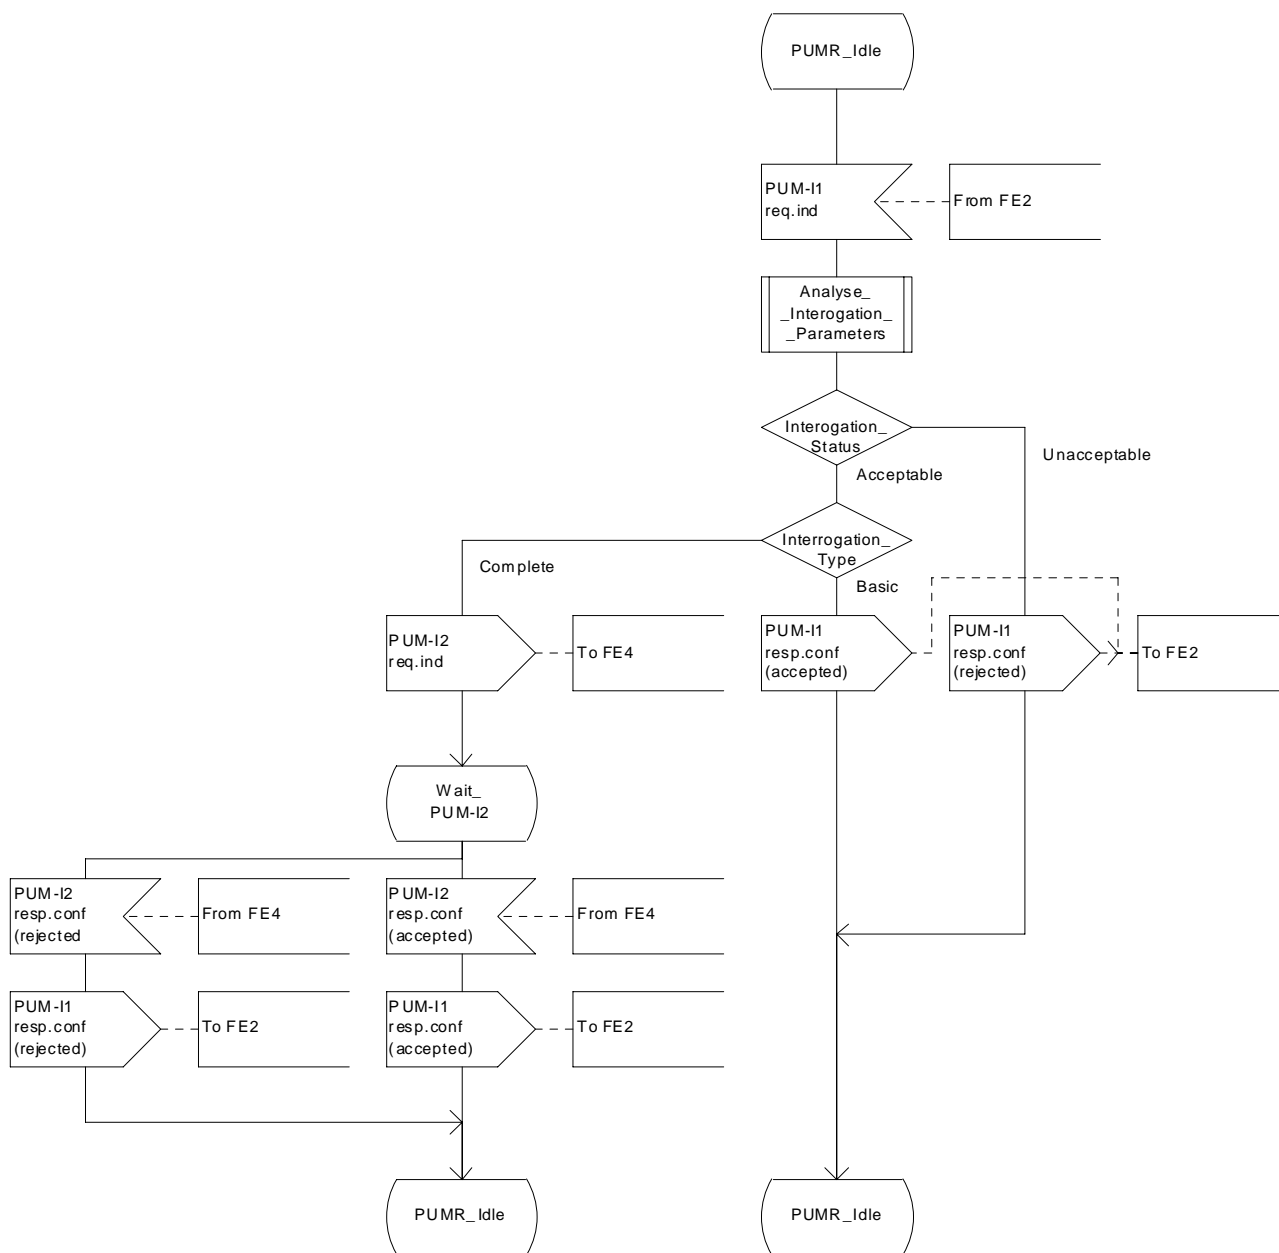 PUMR_Idle
PUM-I1
req.ind
From FE2
Analyse_
_Interogation_
_Parameters
Interogation_
Status
Unacceptable
Acceptable
Interrogation_
Type
Complete
Basic
PUM-I2
req.ind
To FE4
PUM-I1
resp.conf
(accepted)
PUM-I1
resp.conf
(rejected)
To FE2
Wait_
PUM-I2
PUM-I2
resp.conf
(rejected
From FE4
PUM-I2
resp.conf
(accepted)
From FE4
PUM-I1
resp.conf
(rejected)
To FE2
PUM-I1
resp.conf
(accepted)
To FE2
PUMR_Idle
PUMR_Idle